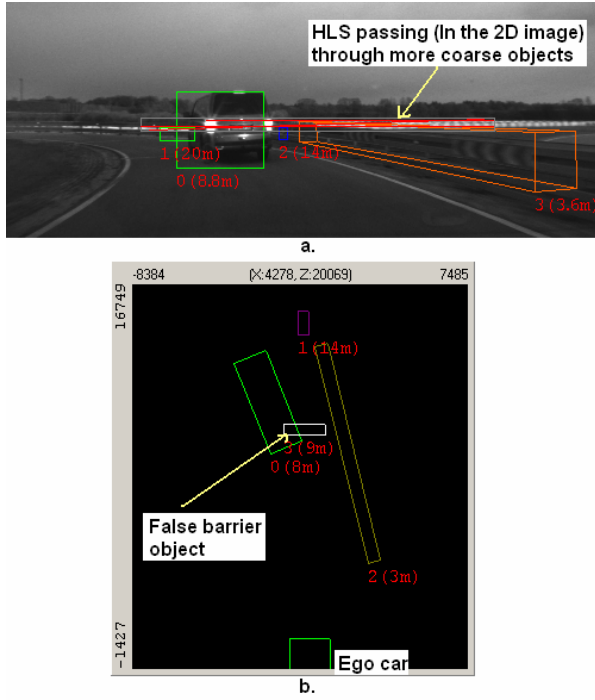 HLS passing (In the 2D image)
through more coarse objects
1 (20m)
2 (14m)
0 (8.8m)
3 (3.6m)
a.
-8384 (X:4278, Z:20069) 7485
16749
1 (14m)
3 (9m)
0 (8m)
False barrier
object
2 (3m)
-1427
Ego car
b.